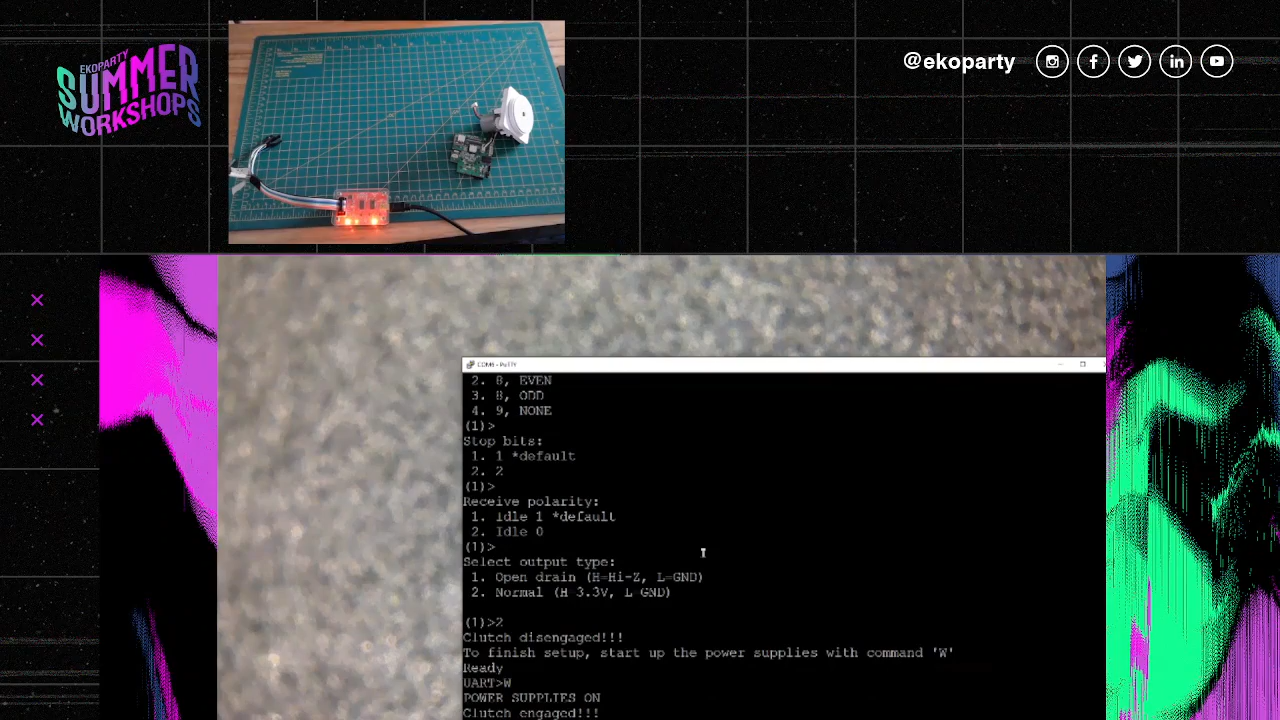 EKOPARTY
SUMMER
WORKSHOPS
@ekoparty
COM6 - PuTTY
2. 8, EVEN
3. 8, ODD
4. 9, NONE
(1)>
Stop bits:
1. 1 *default
2. 2
(1)>
Receive polarity:
1. Idle 1 *default
2. Idle 0
(1)>
Select output type:
1. Open drain (H=Hi-Z, L=GND)
2. Normal (H 3.3V, L GND)
(1)>2
Clutch disengaged!!!
To finish setup, start up the power supplies with command 'W'
Ready
UART>W
POWER SUPPLIES ON
Clutch engaged!!!